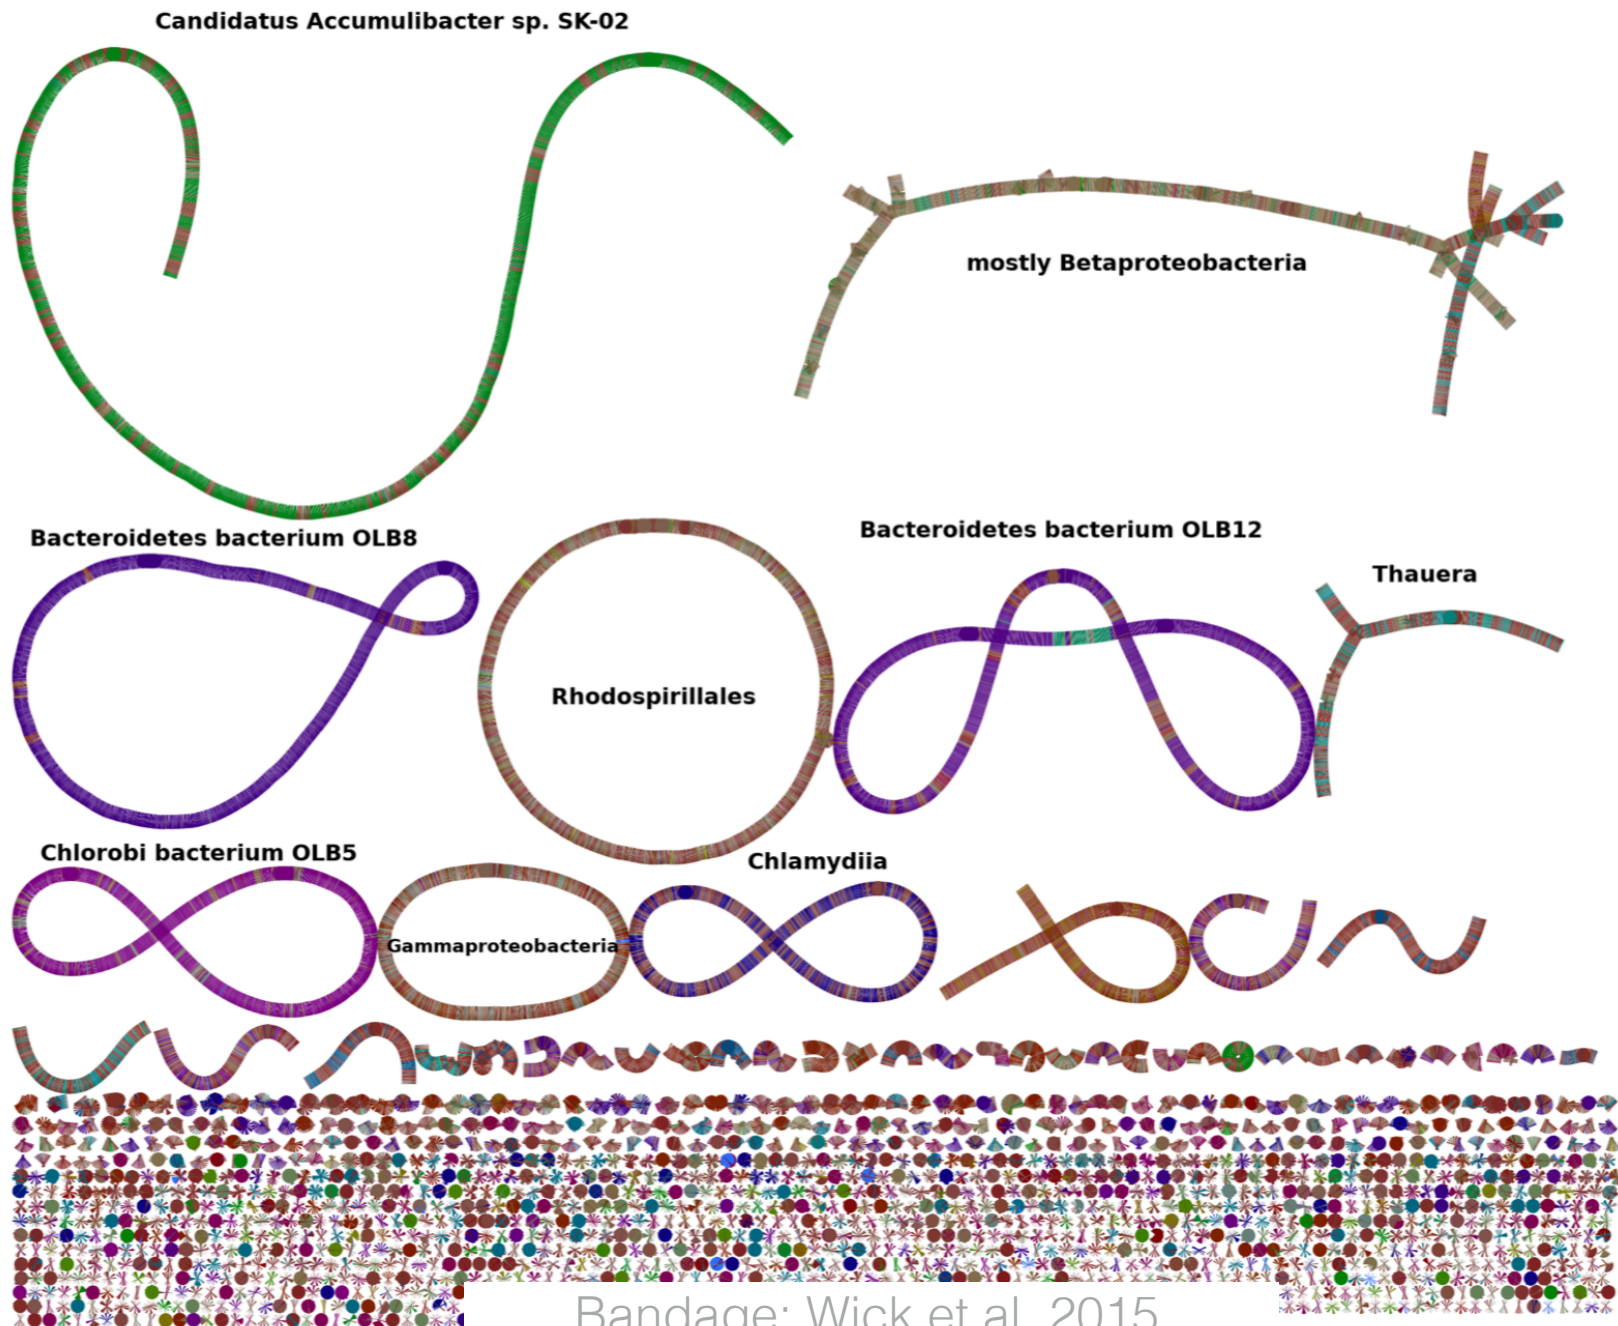 Candidatus Accumulibacter sp. SK-02
mostly Betaproteobacteria
Bacteroidetes bacterium OLB8
Bacteroidetes bacterium OLB12
Thauera
Rhodospirillales
Chlorobi bacterium OLB5
Chlamydiia
Gammaproteobacteria
Bandage: Wick et al. 2015